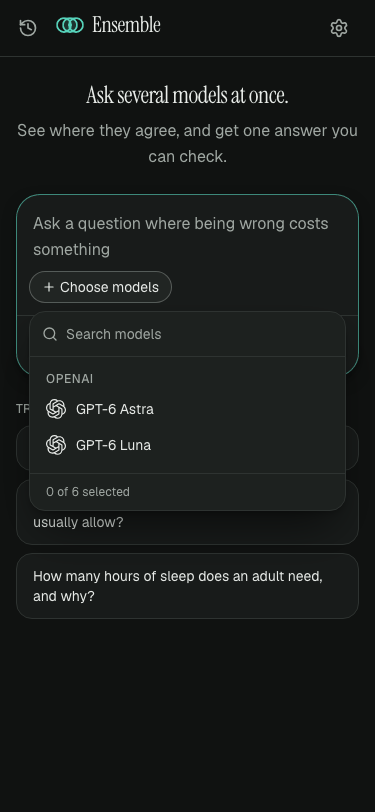 Ensemble
Ask several models at once.
See where they agree, and get one answer you
can check.
Ask a question where being wrong costs
something
+ Choose models
Search models
OPENAI
GPT-6 Astra
GPT-6 Luna
0 of 6 selected
usually allow?
How many hours of sleep does an adult need,
and why?